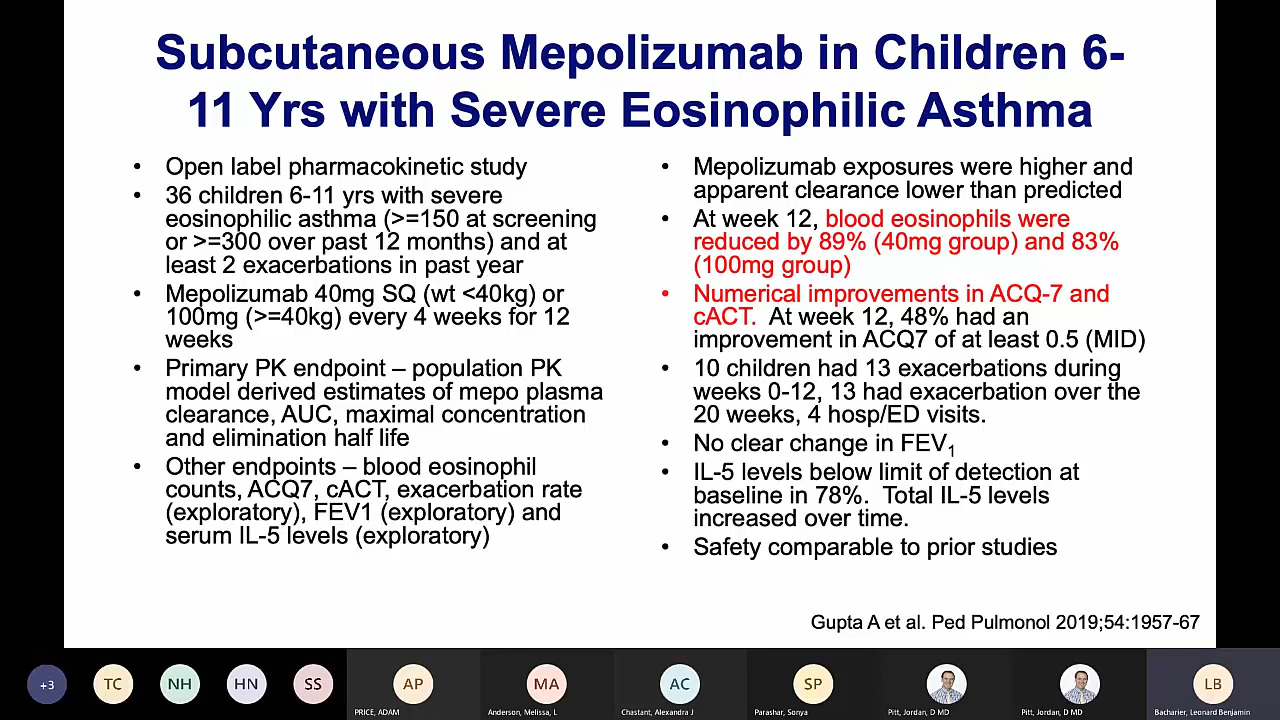 Subcutaneous Mepolizumab in Children 6-
11 Yrs with Severe Eosinophilic Asthma
• Open label pharmacokinetic study
• 36 children 6-11 yrs with severe
eosinophilic asthma (>=150 at screening
or >=300 over past 12 months) and at
least 2 exacerbations in past year
• Mepolizumab 40mg SQ (wt <40kg) or
100mg (>=40kg) every 4 weeks for 12
weeks
• Primary PK endpoint – population PK
model derived estimates of mepo plasma
clearance, AUC, maximal concentration
and elimination half life
• Other endpoints – blood eosinophil
counts, ACQ7, cACT, exacerbation rate
(exploratory), FEV1 (exploratory) and
serum IL-5 levels (exploratory)
• Mepolizumab exposures were higher and
apparent clearance lower than predicted
• At week 12, blood eosinophils were
reduced by 89% (40mg group) and 83%
(100mg group)
• Numerical improvements in ACQ-7 and
cACT. At week 12, 48% had an
improvement in ACQ7 of at least 0.5 (MID)
• 10 children had 13 exacerbations during
weeks 0-12, 13 had exacerbation over the
20 weeks, 4 hosp/ED visits.
• No clear change in FEV1
• IL-5 levels below limit of detection at
baseline in 78%. Total IL-5 levels
increased over time.
• Safety comparable to prior studies
Gupta A et al. Ped Pulmonol 2019;54:1957-67
+3
TC
NH
HN
SS
AP
PRICE, ADAM
MA
Anderson, Melissa, L
AC
Chastant, Alexandra J
SP
Parashar, Sonya
Pitt, Jordan, D MD
Pitt, Jordan, D MD
LB
Bacharier, Leonard Benjamin